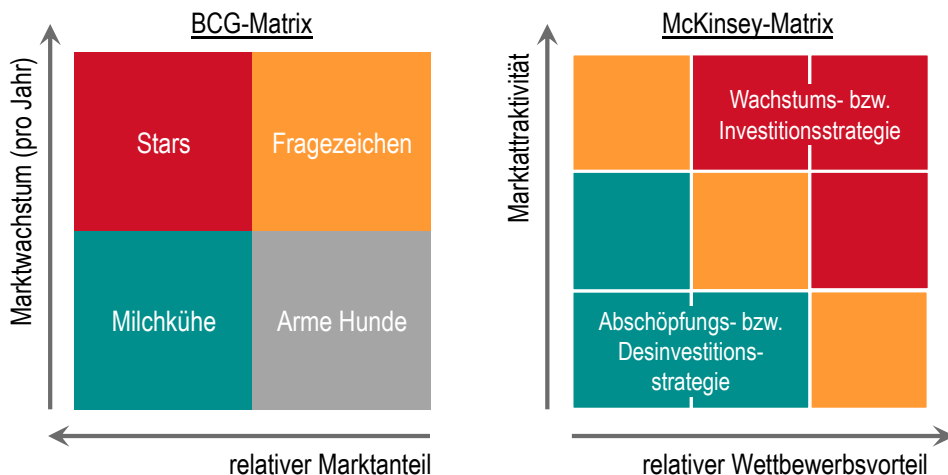 BCG-Matrix
Marktwachstum (pro Jahr)
Stars
Fragezeichen
Milchkühe
Arme Hunde
relativer Marktanteil
McKinsey-Matrix
Marktattraktivität
Wachstums- bzw.
Investitionsstrategie
Abschöpfungs- bzw.
Desinvestitions-
strategie
relativer Wettbewerbsvorteil